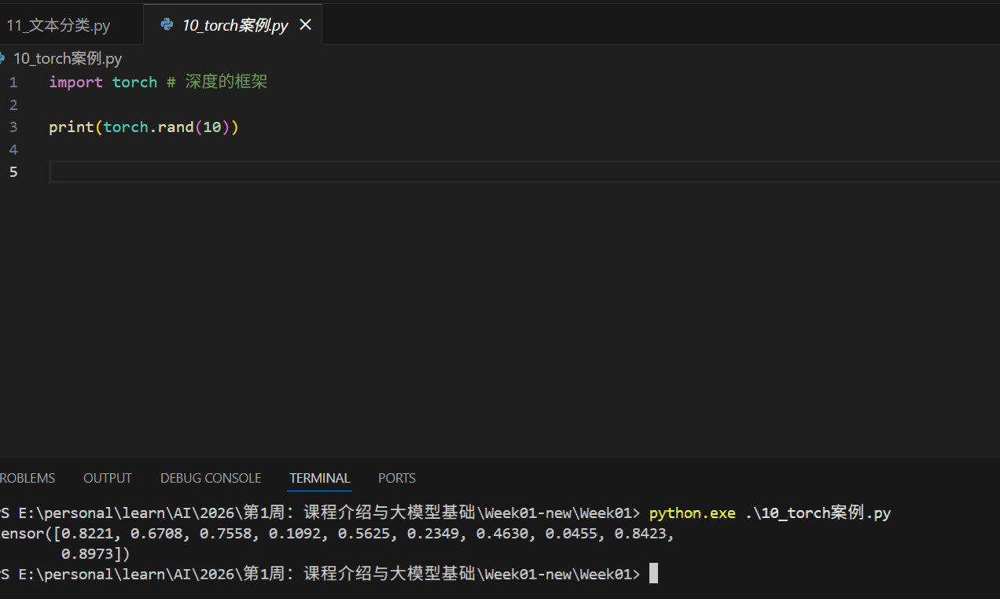 11_文本分类.py
10_torch案例.py
10_torch案例.py
1 import torch # 深度的框架
2
3 print(torch.rand(10))
4
5
ROBLEMS OUTPUT DEBUG CONSOLE TERMINAL PORTS
S E:\personal\learn\AI\2026\第1周：课程介绍与大模型基础\Week01-new\Week01> python.exe .\10_torch案例.py
ensor([0.8221, 0.6708, 0.7558, 0.1092, 0.5625, 0.2349, 0.4630, 0.0455, 0.8423,
0.8973])
S E:\personal\learn\AI\2026\第1周：课程介绍与大模型基础\Week01-new\Week01>